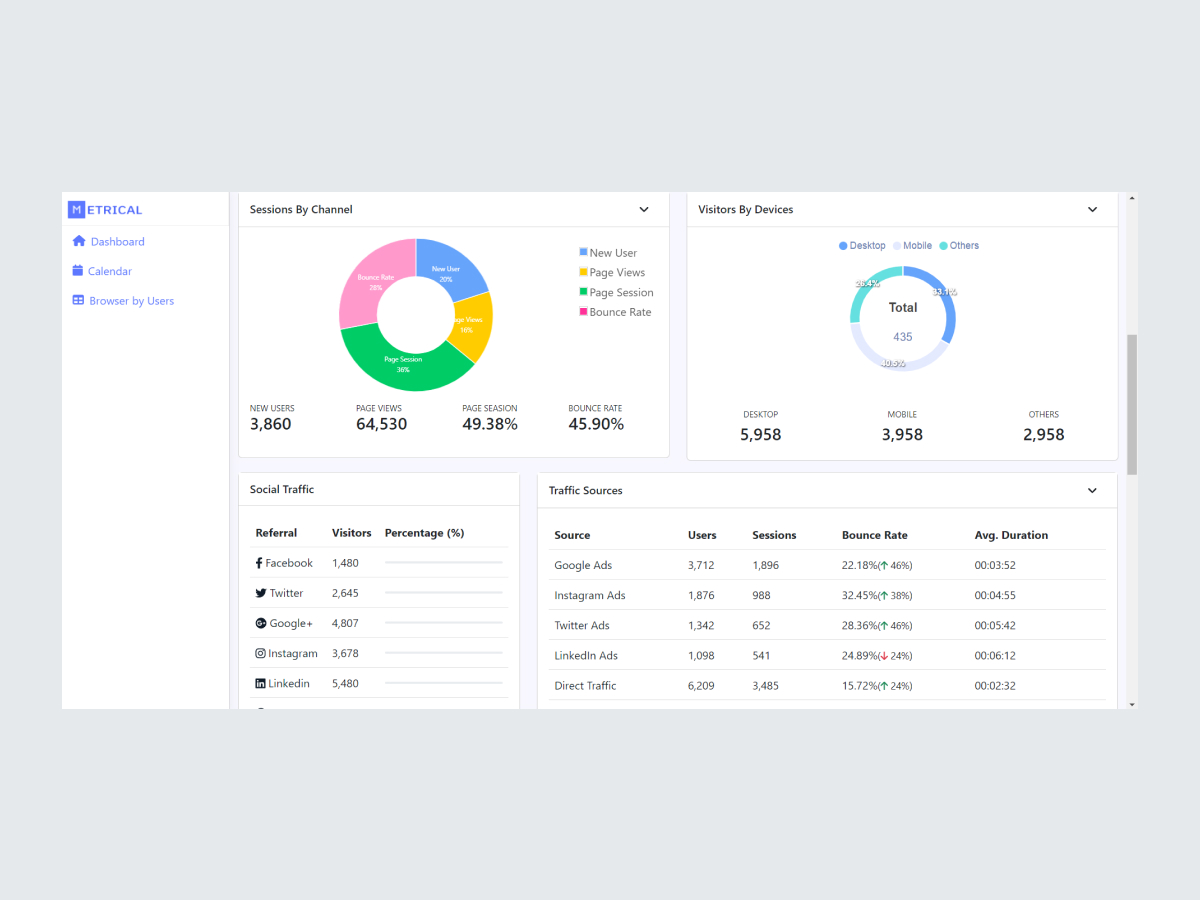 M ETRICAL
Dashboard
Calendar
Browser by Users
Sessions By Channel
New User
20%
Page Views
16%
Page Session
36%
Bounce Rate
28%
New User
Page Views
Page Session
Bounce Rate
NEW USERS
3,860
PAGE VIEWS
64,530
PAGE SEASION
49.38%
BOUNCE RATE
45.90%
Visitors By Devices
Desktop Mobile Others
26.4%
33.1%
40.5%
Total
435
DESKTOP
5,958
MOBILE
3,958
OTHERS
2,958
Social Traffic
Referral Visitors Percentage (%)
Facebook 1,480
Twitter 2,645
Google+ 4,807
Instagram 3,678
Linkedin 5,480
Traffic Sources
Source Users Sessions Bounce Rate Avg. Duration
Google Ads 3,712 1,896 22.18%(↑ 46%) 00:03:52
Instagram Ads 1,876 988 32.45%(↑ 38%) 00:04:55
Twitter Ads 1,342 652 28.36%(↑ 46%) 00:05:42
LinkedIn Ads 1,098 541 24.89%(↓ 24%) 00:06:12
Direct Traffic 6,209 3,485 15.72%(↑ 24%) 00:02:32